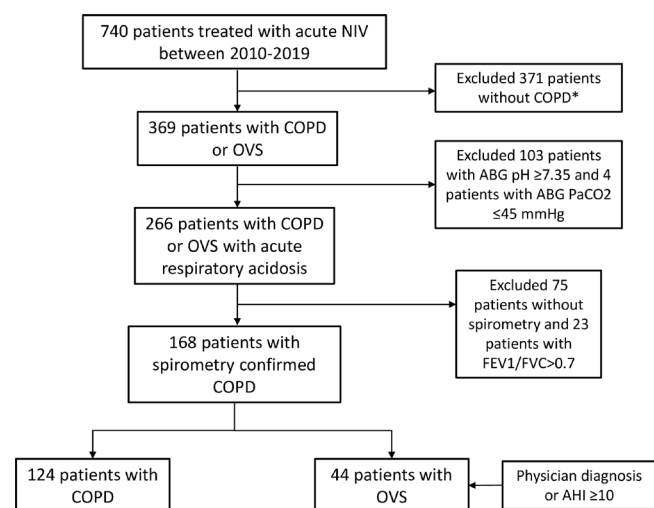 740 patients treated with acute NIV
between 2010-2019
Excluded 371 patients
without COPD*
369 patients with COPD
or OVS
Excluded 103 patients
with ABG pH ≥7.35 and 4
patients with ABG PaCO2
≤45 mmHg
266 patients with COPD
or OVS with acute
respiratory acidosis
Excluded 75
patients without
spirometry and 23
patients with
FEV1/FVC>0.7
168 patients with
spirometry confirmed
COPD
124 patients with
COPD
44 patients with
OVS
Physician diagnosis
or AHI ≥10